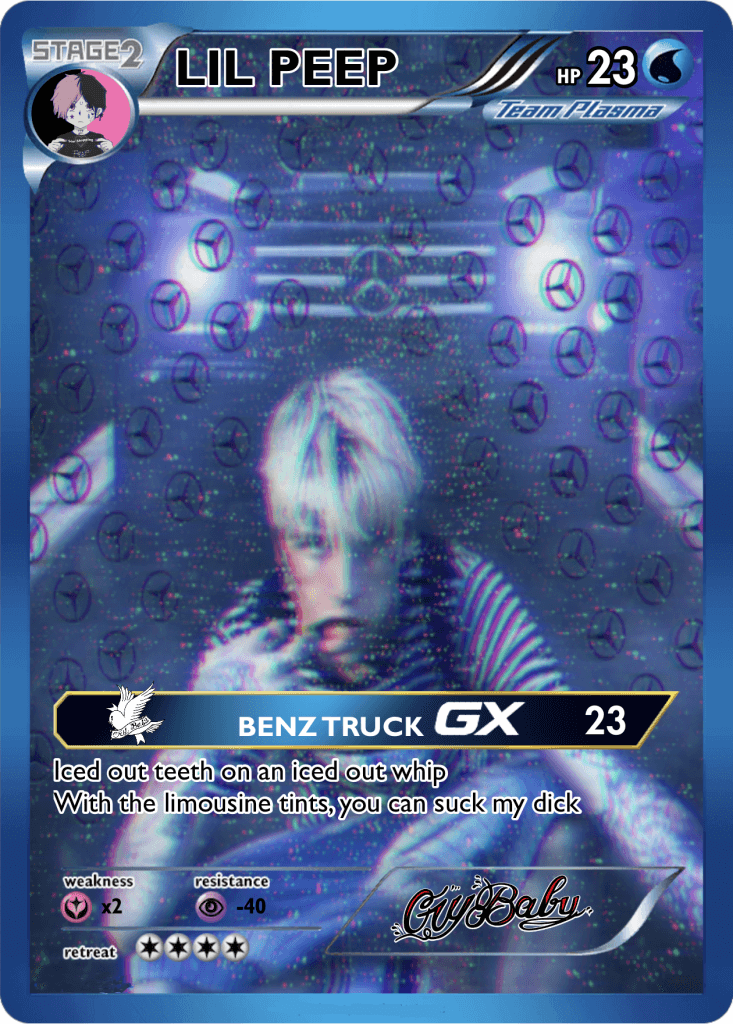 STAGE2
LIL PEEP
HP 23
Team Plasma
BENZ TRUCK GX 23
Iced out teeth on an iced out whip
With the limousine tints, you can suck my dick
weakness
resistance
x2
-40
CryBaby
retreat